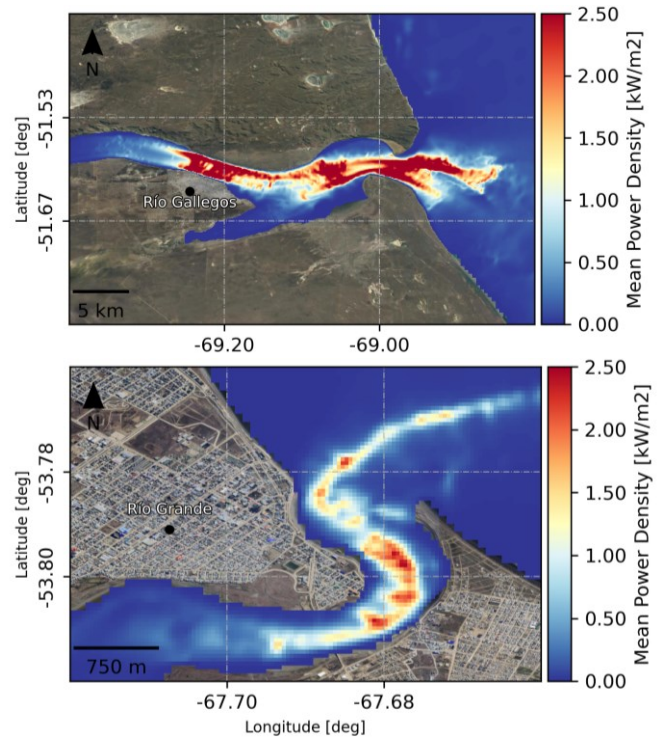 N
Río Gallegos
5 km
Latitude [deg]
-51.53
-51.67
-69.20
-69.00
2.50
2.00
1.50
1.00
0.50
0.00
Mean Power Density [kW/m2]
N
Río Grande
750 m
Latitude [deg]
-53.78
-53.80
-67.70
-67.68
Longitude [deg]
2.50
2.00
1.50
1.00
0.50
0.00
Mean Power Density [kW/m2]